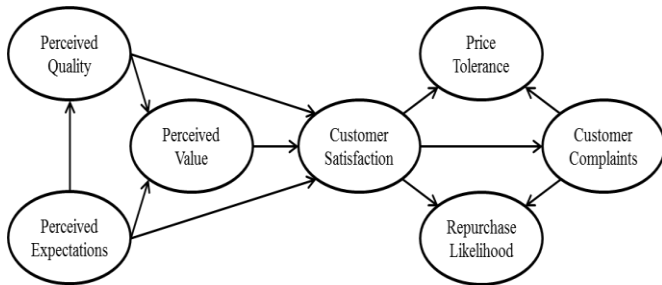 Perceived
Quality
Price
Tolerance
Perceived
Value
Customer
Satisfaction
Customer
Complaints
Perceived
Expectations
Repurchase
Likelihood